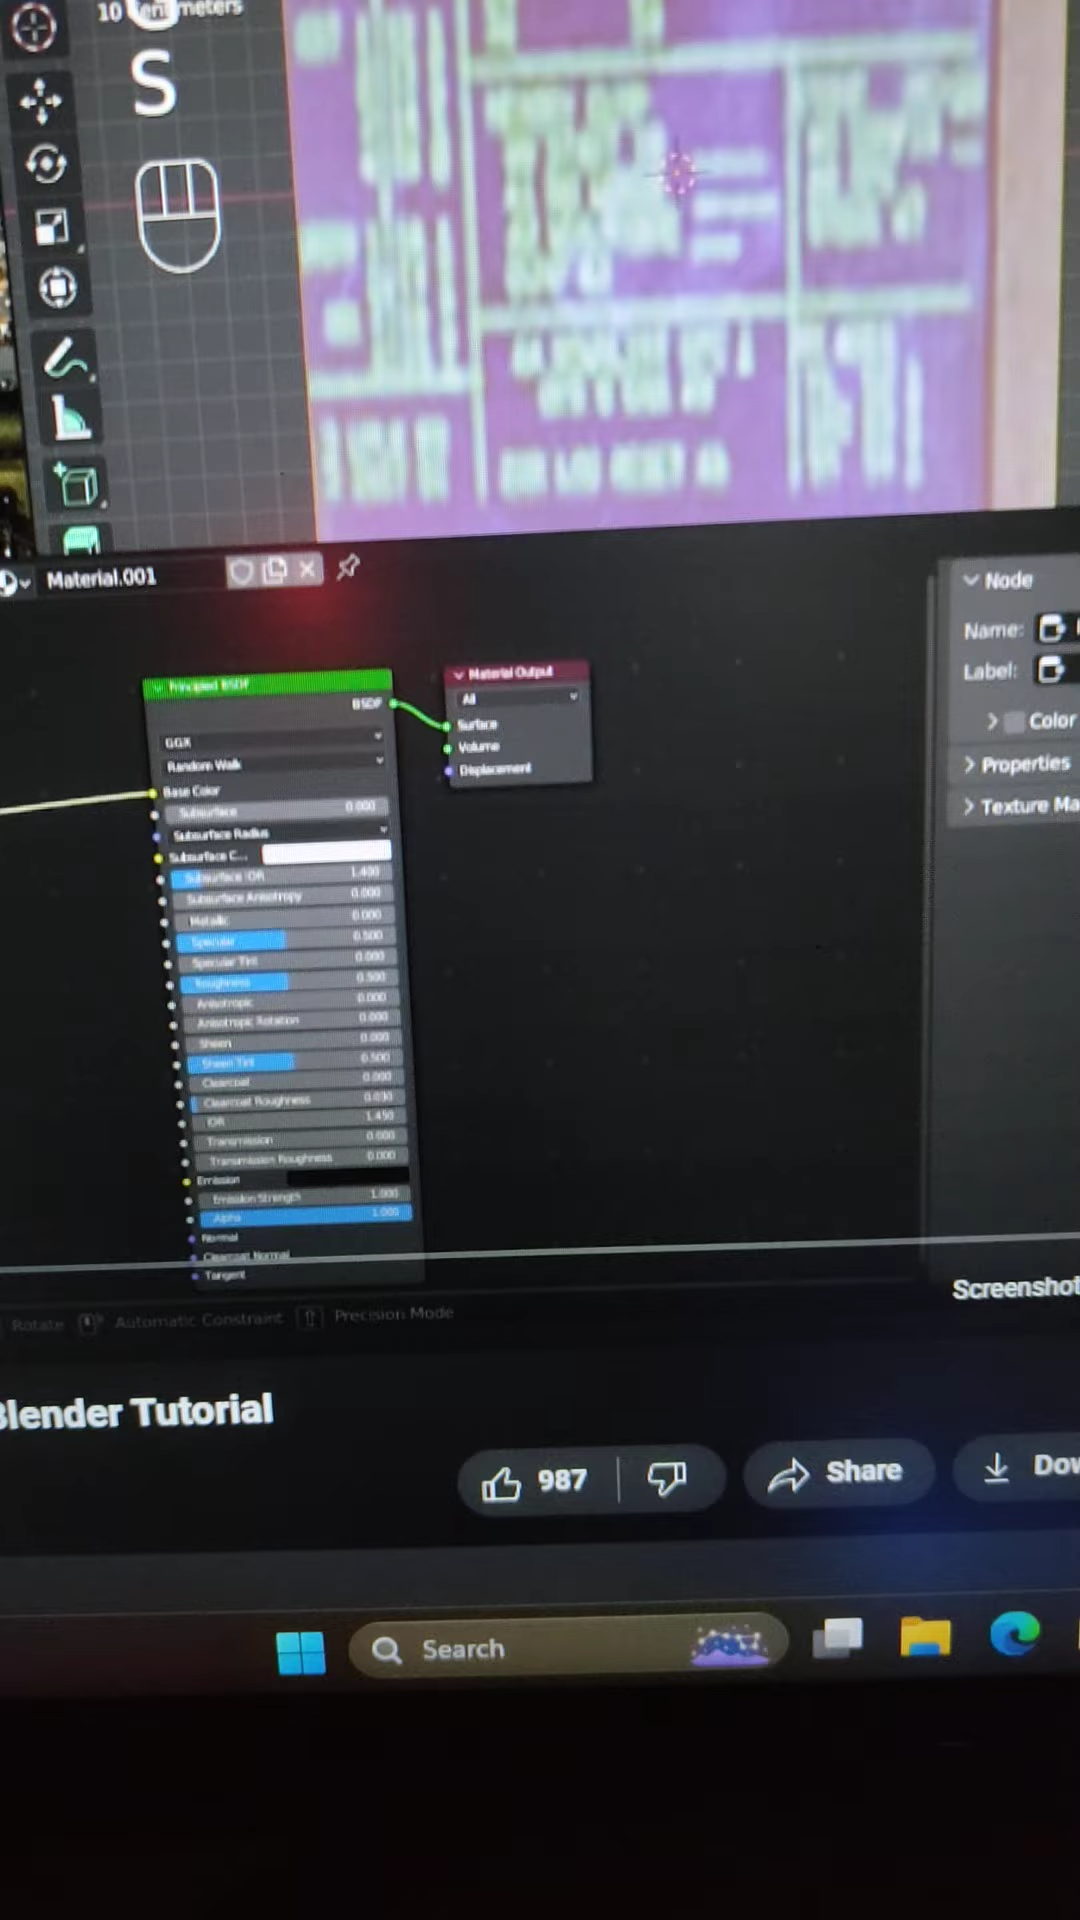 10 Centimeters
S
Material.001
Node
Name:
Label:
Color
Properties
Texture Ma
Principled BSDF
BSDF
GGX
Random Walk
Base Color
Subsurface 0.000
Subsurface Radius
Subsurface C...
Subsurface IOR 1.400
Subsurface Anisotropy 0.000
Metallic 0.000
Specular 0.500
Specular Tint 0.000
Roughness 0.500
Anisotropic 0.000
Anisotropic Rotation 0.000
Sheen 0.000
Sheen Tint 0.500
Clearcoat 0.000
Clearcoat Roughness 0.030
IOR 1.450
Transmission 0.000
Transmission Roughness 0.000
Emission
Emission Strength 1.000
Alpha 1.000
Normal
Clearcoat Normal
Tangent
Material Output
All
Surface
Volume
Displacement
Screenshot
Rotate Automatic Constraint Precision Mode
Blender Tutorial
987 Share Dow
Search